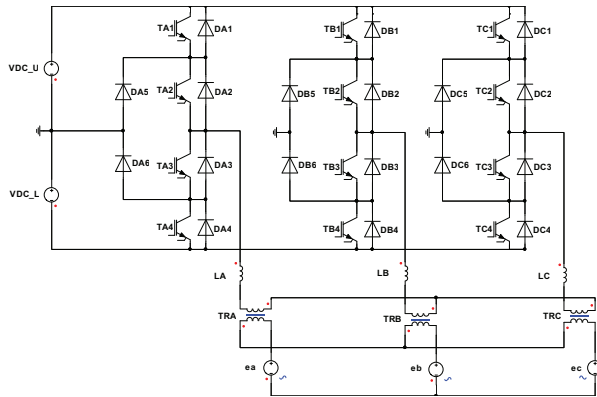 TA1 DA1 TB1 DB1 TC1 DC1
VDC_U
DA5 TA2 DA2 DB5 TB2 DB2 DC5 TC2 DC2
DA6 TA3 DA3 DB6 TB3 DB3 DC6 TC3 DC3
VDC_L
TA4 DA4 TB4 DB4 TC4 DC4
LA LB LC
TRA TRB TRC
ea eb ec